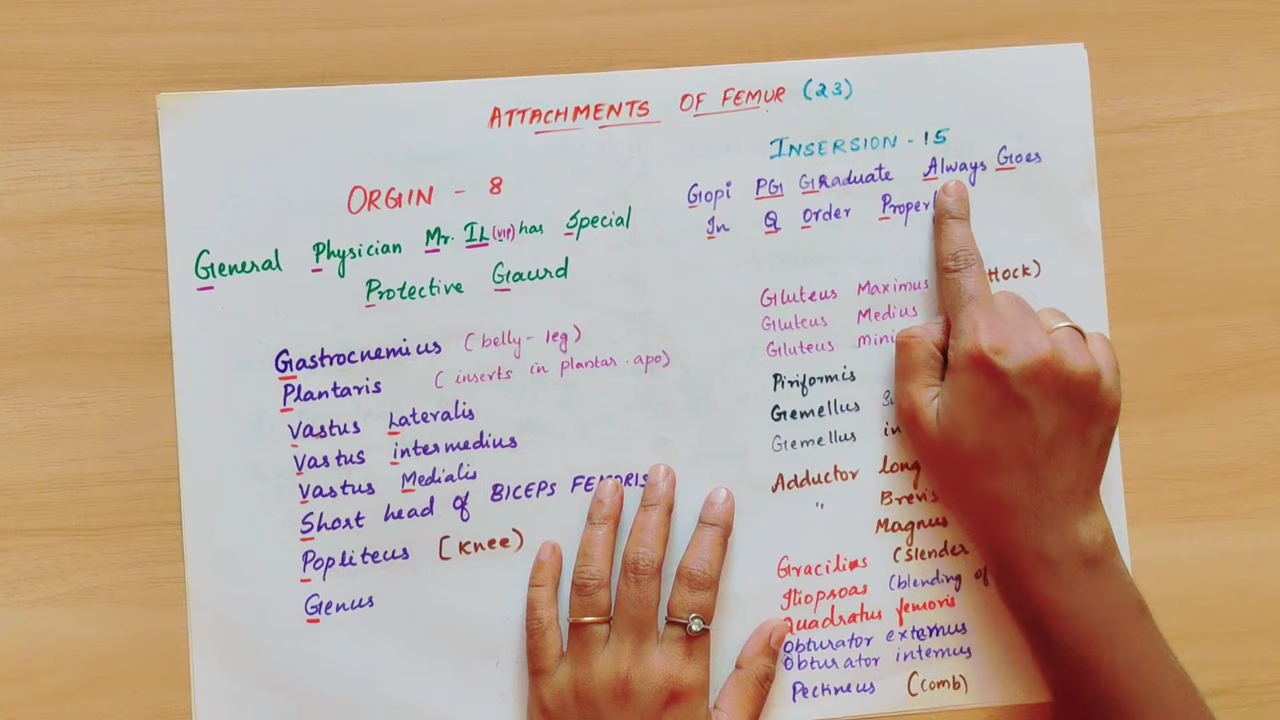 ATTACHMENTS OF FEMUR (23)
ORGIN - 8
General Physician Mr. IL (VIP) has Special
Protective Gaurd
Gastrocnemius (belly - leg)
Plantaris (inserts in plantar. apo)
Vastus Lateralis
Vastus intermedius
Vastus Medialis
Short head of BICEPS FEMORIS
Popliteus (Knee)
Genus
INSERSION - 15
Gopi PG GRaduate Always Goes
In Q Order
Gluteus Maximus
Gluteus Medius
Gluteus
Piriformis
Gemellus
Gemellus
Adductor
" Brevis
Magnus
Gracilias (Slender
Iliopsoas (blending of
Quadratus femoris
Obturator externus
Obturator internus
Pectineus (comb)